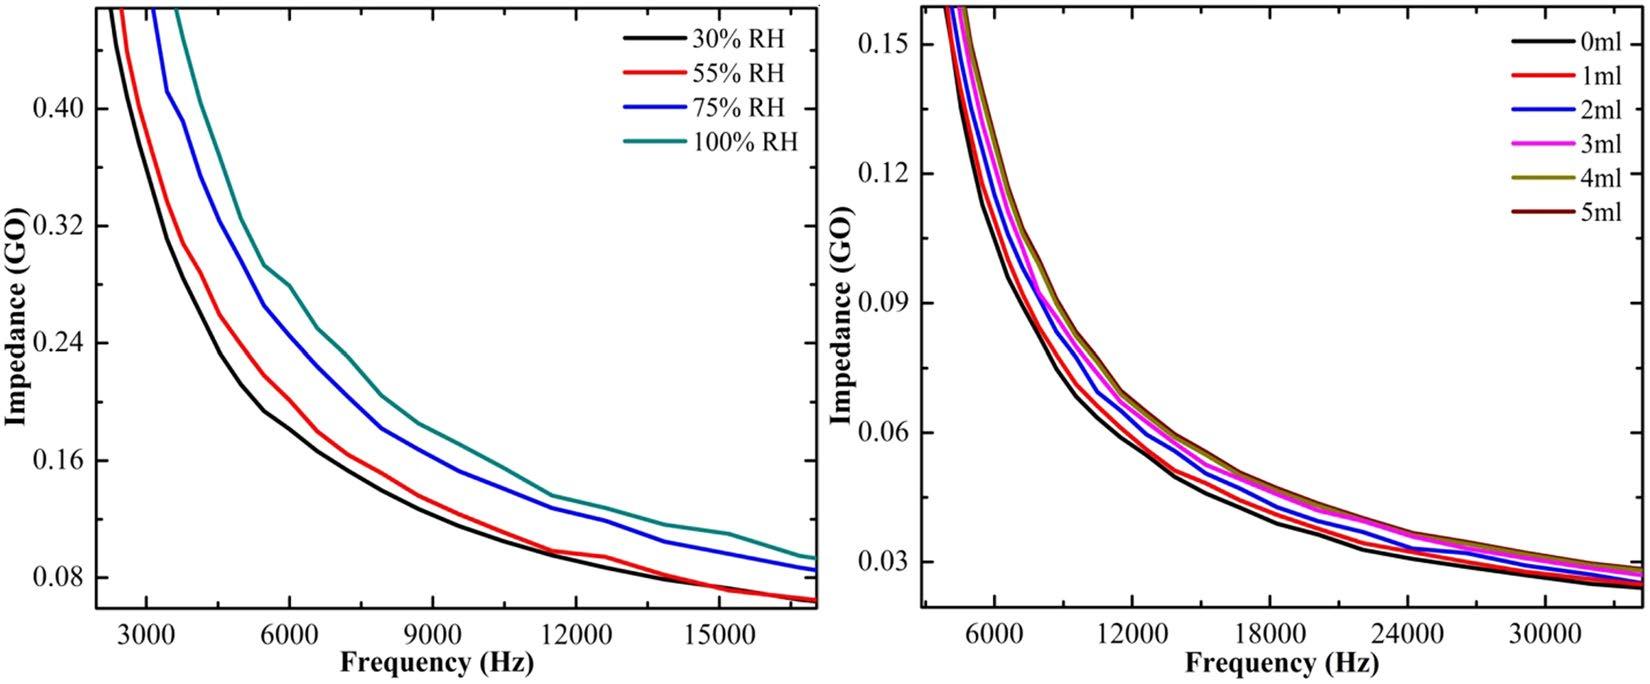 30% RH
55% RH
75% RH
100% RH
0.40
0.32
0.24
0.16
0.08
Impedance (GO)
3000 6000 9000 12000 15000
Frequency (Hz)
0ml
1ml
2ml
3ml
4ml
5ml
0.15
0.12
0.09
0.06
0.03
Impedance (GO)
6000 12000 18000 24000 30000
Frequency (Hz)